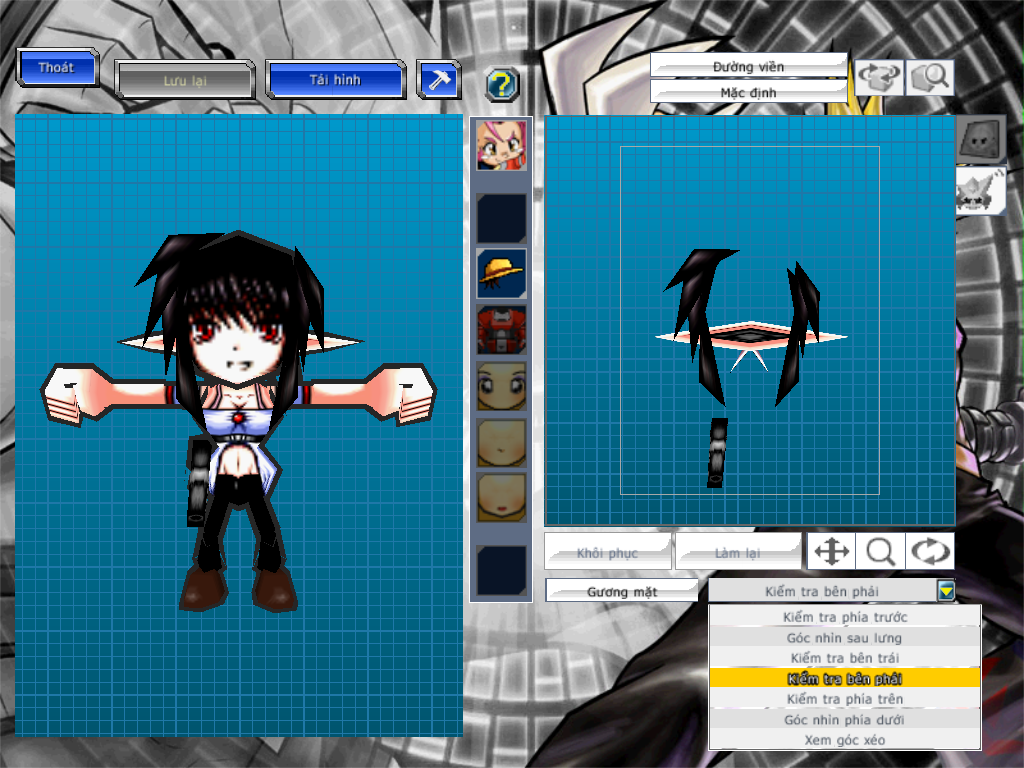 Thoát
Lưu lại
Tải hình
Đường viền
Mặc định
Khôi phục
Làm lại
Gương mặt
Kiểm tra bên phải
Kiểm tra phía trước
Góc nhìn sau lưng
Kiểm tra bên trái
Kiểm tra bên phải
Kiểm tra phía trên
Góc nhìn phía dưới
Xem góc xéo